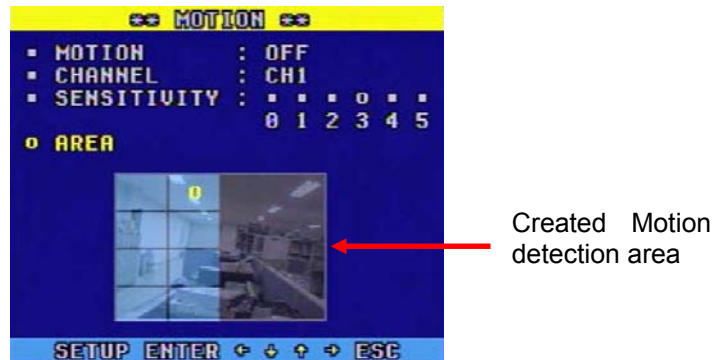 ** MOTION **
▪ MOTION : OFF
▪ CHANNEL : CH1
▪ SENSITIVITY : ▪ ▪ ▪ o ▪ ▪
0 1 2 3 4 5
o AREA
0
Created Motion
detection area
SETUP ENTER ← ↓ ↑ → ESC